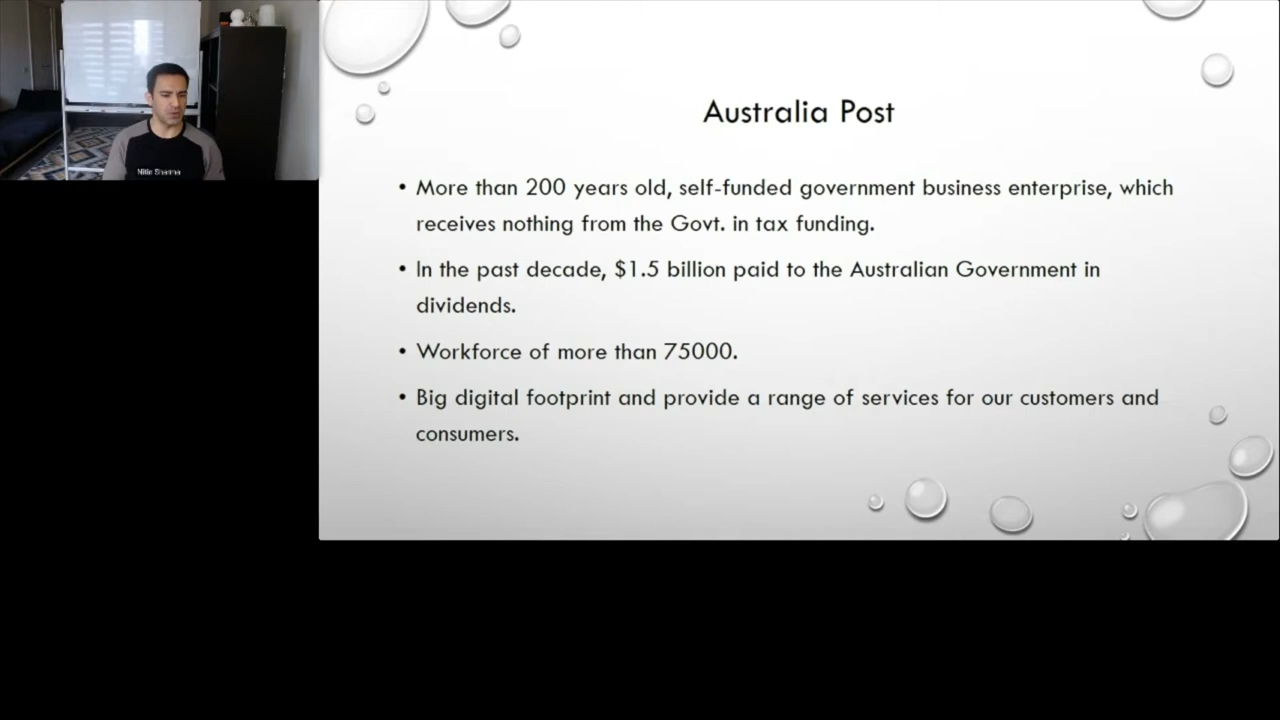 Nitin Sharma
Australia Post
• More than 200 years old, self-funded government business enterprise, which
receives nothing from the Govt. in tax funding.
• In the past decade, $1.5 billion paid to the Australian Government in
dividends.
• Workforce of more than 75000.
• Big digital footprint and provide a range of services for our customers and
consumers.